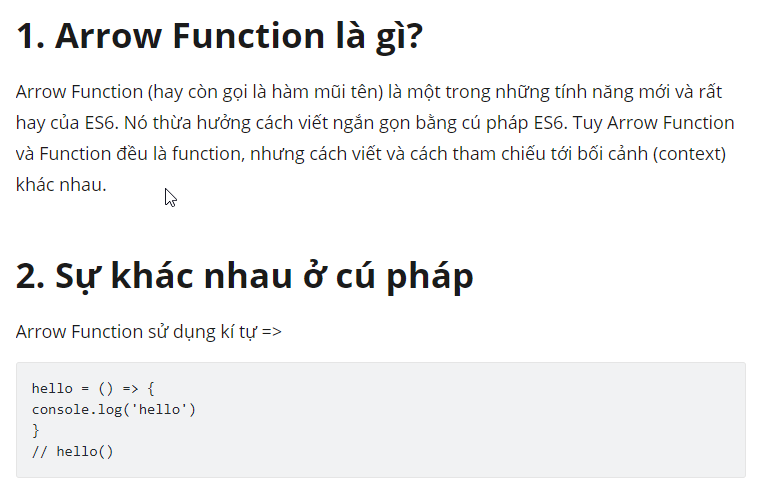 1. Arrow Function là gì?
Arrow Function (hay còn gọi là hàm mũi tên) là một trong những tính năng mới và rất
hay của ES6. Nó thừa hưởng cách viết ngắn gọn bằng cú pháp ES6. Tuy Arrow Function
và Function đều là function, nhưng cách viết và cách tham chiếu tới bối cảnh (context)
khác nhau.
2. Sự khác nhau ở cú pháp
Arrow Function sử dụng kí tự =>
hello = () => {
console.log('hello')
}
// hello()